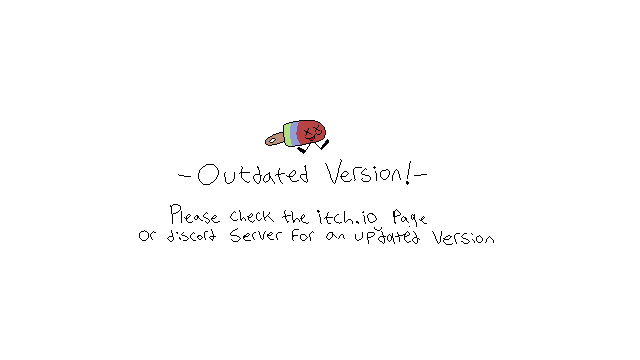 -Outdated Version!-
Please check the itch.io Page
Or discord Server For an updated Version